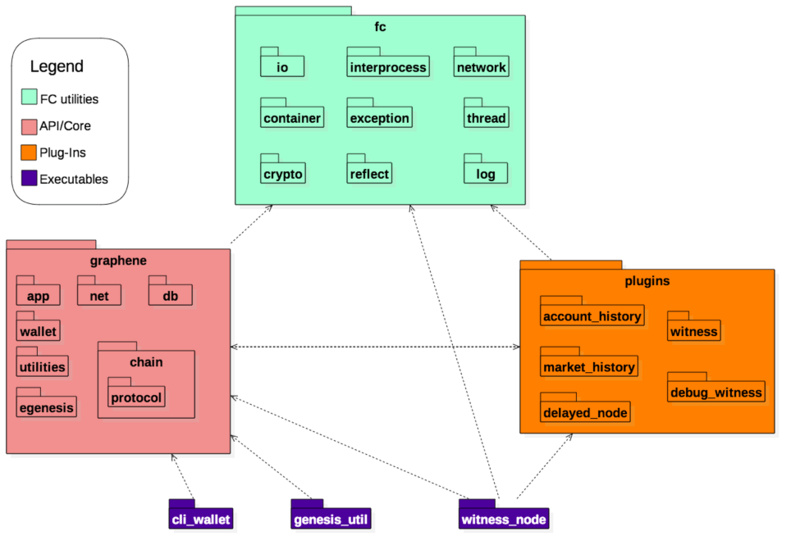 Legend
FC utilities
API/Core
Plug-Ins
Executables
fc
io
interprocess
network
container
exception
thread
crypto
reflect
log
graphene
app
net
db
wallet
utilities
chain
protocol
egenesis
plugins
account_history
witness
market_history
debug_witness
delayed_node
cli_wallet
genesis_util
witness_node